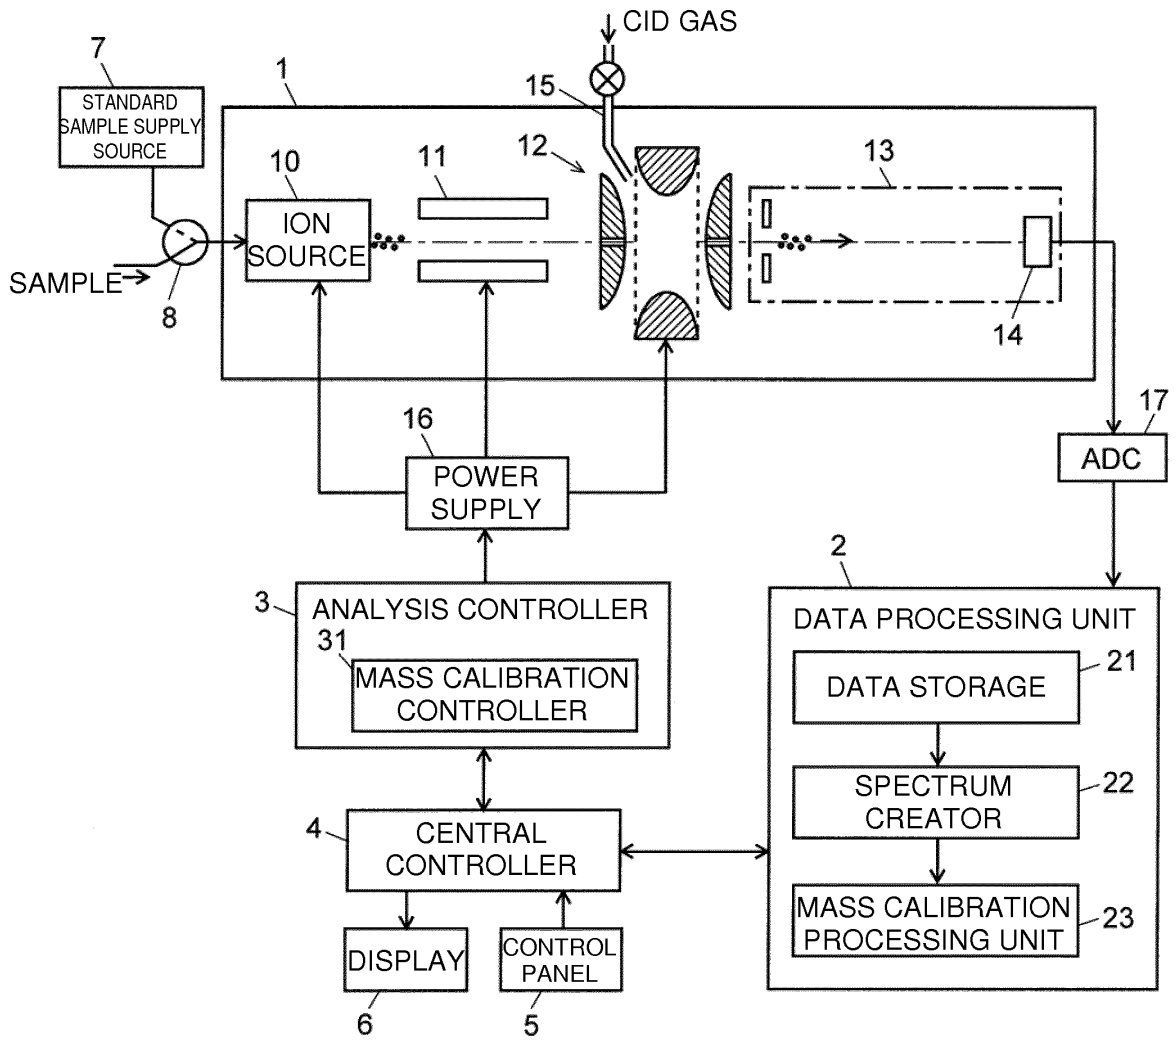 CID GAS
7
1
15
STANDARD
SAMPLE SUPPLY
SOURCE
10
11
12
13
ION
SOURCE
SAMPLE
8
14
16
17
POWER
SUPPLY
ADC
2
3
ANALYSIS CONTROLLER
31
MASS CALIBRATION
CONTROLLER
DATA PROCESSING UNIT
21
DATA STORAGE
22
SPECTRUM
CREATOR
4
CENTRAL
CONTROLLER
23
MASS CALIBRATION
PROCESSING UNIT
DISPLAY
CONTROL
PANEL
6
5